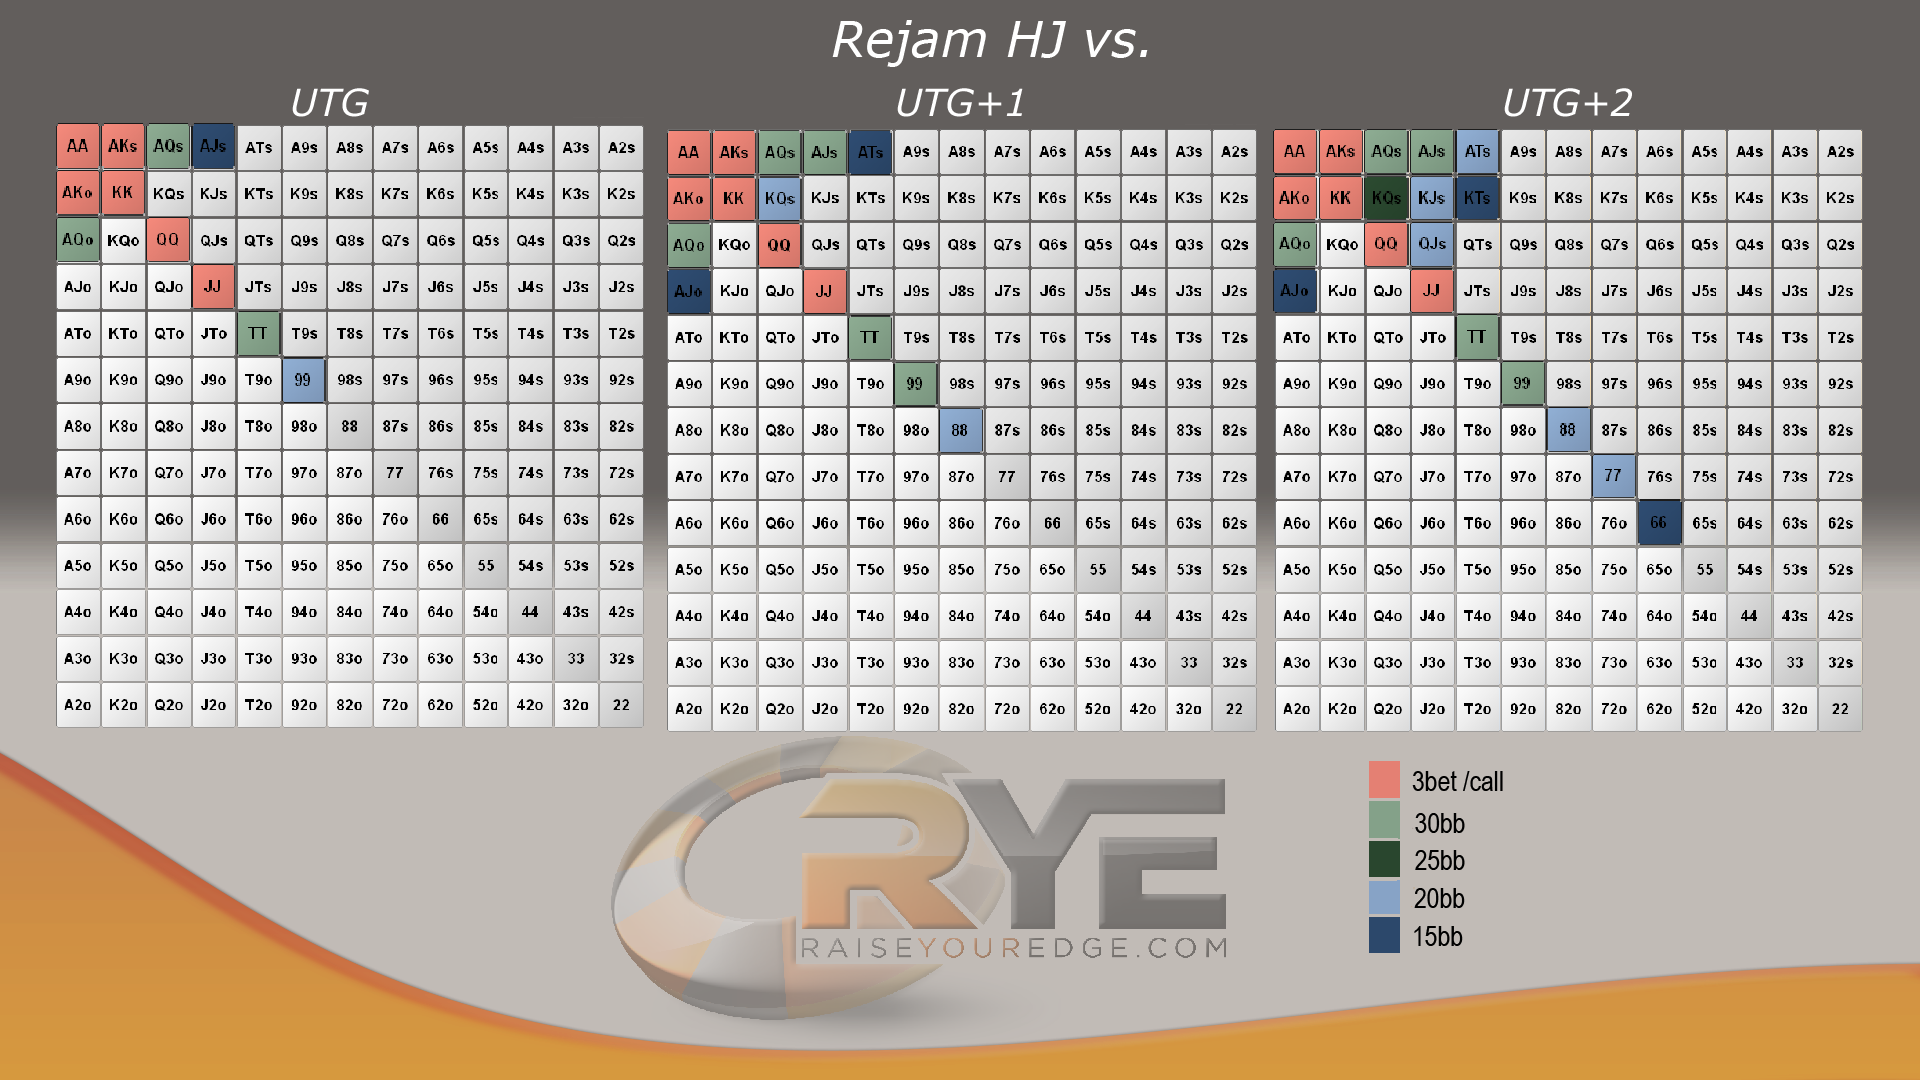 Rejam HJ vs.
UTG
UTG+1
UTG+2
AA AKs AQs AJs ATs A9s A8s A7s A6s A5s A4s A3s A2s
AKo KK KQs KJs KTs K9s K8s K7s K6s K5s K4s K3s K2s
AQo KQo QQ QJs QTs Q9s Q8s Q7s Q6s Q5s Q4s Q3s Q2s
AJo KJo QJo JJ JTs J9s J8s J7s J6s J5s J4s J3s J2s
ATo KTo QTo JTo TT T9s T8s T7s T6s T5s T4s T3s T2s
A9o K9o Q9o J9o T9o 99 98s 97s 96s 95s 94s 93s 92s
A8o K8o Q8o J8o T8o 98o 88 87s 86s 85s 84s 83s 82s
A7o K7o Q7o J7o T7o 97o 87o 77 76s 75s 74s 73s 72s
A6o K6o Q6o J6o T6o 96o 86o 76o 66 65s 64s 63s 62s
A5o K5o Q5o J5o T5o 95o 85o 75o 65o 55 54s 53s 52s
A4o K4o Q4o J4o T4o 94o 84o 74o 64o 54o 44 43s 42s
A3o K3o Q3o J3o T3o 93o 83o 73o 63o 53o 43o 33 32s
A2o K2o Q2o J2o T2o 92o 82o 72o 62o 52o 42o 32o 22
AA AKs AQs AJs ATs A9s A8s A7s A6s A5s A4s A3s A2s
AKo KK KQs KJs KTs K9s K8s K7s K6s K5s K4s K3s K2s
AQo KQo QQ QJs QTs Q9s Q8s Q7s Q6s Q5s Q4s Q3s Q2s
AJo KJo QJo JJ JTs J9s J8s J7s J6s J5s J4s J3s J2s
ATo KTo QTo JTo TT T9s T8s T7s T6s T5s T4s T3s T2s
A9o K9o Q9o J9o T9o 99 98s 97s 96s 95s 94s 93s 92s
A8o K8o Q8o J8o T8o 98o 88 87s 86s 85s 84s 83s 82s
A7o K7o Q7o J7o T7o 97o 87o 77 76s 75s 74s 73s 72s
A6o K6o Q6o J6o T6o 96o 86o 76o 66 65s 64s 63s 62s
A5o K5o Q5o J5o T5o 95o 85o 75o 65o 55 54s 53s 52s
A4o K4o Q4o J4o T4o 94o 84o 74o 64o 54o 44 43s 42s
A3o K3o Q3o J3o T3o 93o 83o 73o 63o 53o 43o 33 32s
A2o K2o Q2o J2o T2o 92o 82o 72o 62o 52o 42o 32o 22
AA AKs AQs AJs ATs A9s A8s A7s A6s A5s A4s A3s A2s
AKo KK KQs KJs KTs K9s K8s K7s K6s K5s K4s K3s K2s
AQo KQo QQ QJs QTs Q9s Q8s Q7s Q6s Q5s Q4s Q3s Q2s
AJo KJo QJo JJ JTs J9s J8s J7s J6s J5s J4s J3s J2s
ATo KTo QTo JTo TT T9s T8s T7s T6s T5s T4s T3s T2s
A9o K9o Q9o J9o T9o 99 98s 97s 96s 95s 94s 93s 92s
A8o K8o Q8o J8o T8o 98o 88 87s 86s 85s 84s 83s 82s
A7o K7o Q7o J7o T7o 97o 87o 77 76s 75s 74s 73s 72s
A6o K6o Q6o J6o T6o 96o 86o 76o 66 65s 64s 63s 62s
A5o K5o Q5o J5o T5o 95o 85o 75o 65o 55 54s 53s 52s
A4o K4o Q4o J4o T4o 94o 84o 74o 64o 54o 44 43s 42s
A3o K3o Q3o J3o T3o 93o 83o 73o 63o 53o 43o 33 32s
A2o K2o Q2o J2o T2o 92o 82o 72o 62o 52o 42o 32o 22
3bet /call
30bb
25bb
20bb
15bb
RYE
RAISEYOUREDGE.COM